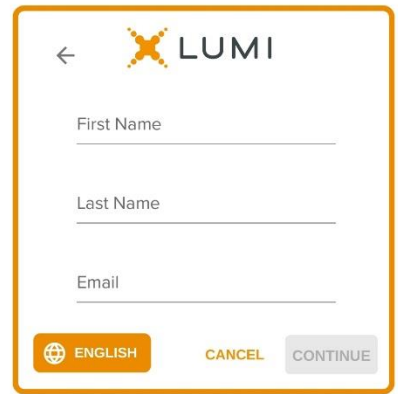 LUMI
First Name
Last Name
Email
ENGLISH CANCEL CONTINUE